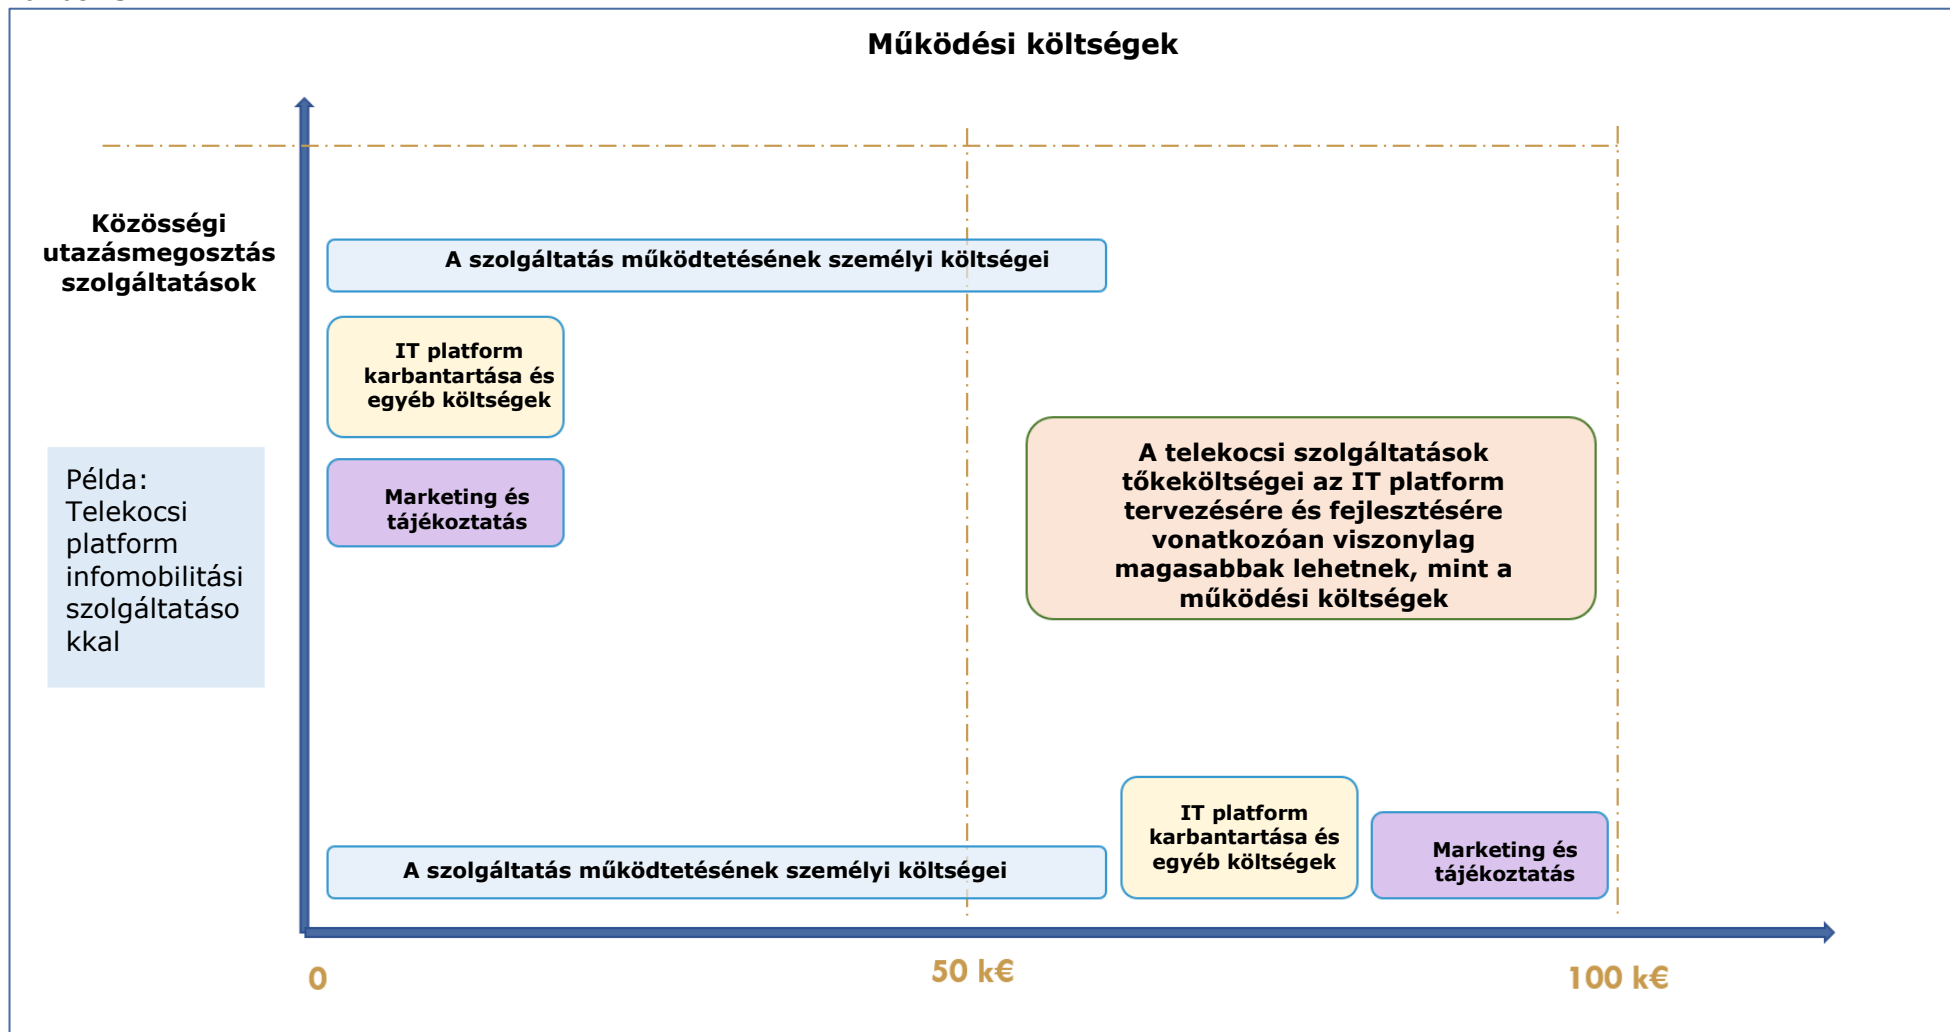 Működési költségek
Közösségi
utazásmegosztás
szolgáltatások
A szolgáltatás működtetésének személyi költségei
IT platform
karbantartása és
egyéb költségek
Marketing és
tájékoztatás
Példa:
Telekocsi
platform
infomobilitási
szolgáltatáso
kkal
A telekocsi szolgáltatások
tőkeköltségei az IT platform
tervezésére és fejlesztésére
vonatkozóan viszonylag
magasabbak lehetnek, mint a
működési költségek
A szolgáltatás működtetésének személyi költségei
IT platform
karbantartása és
egyéb költségek
Marketing és
tájékoztatás
0
50 k€
100 k€